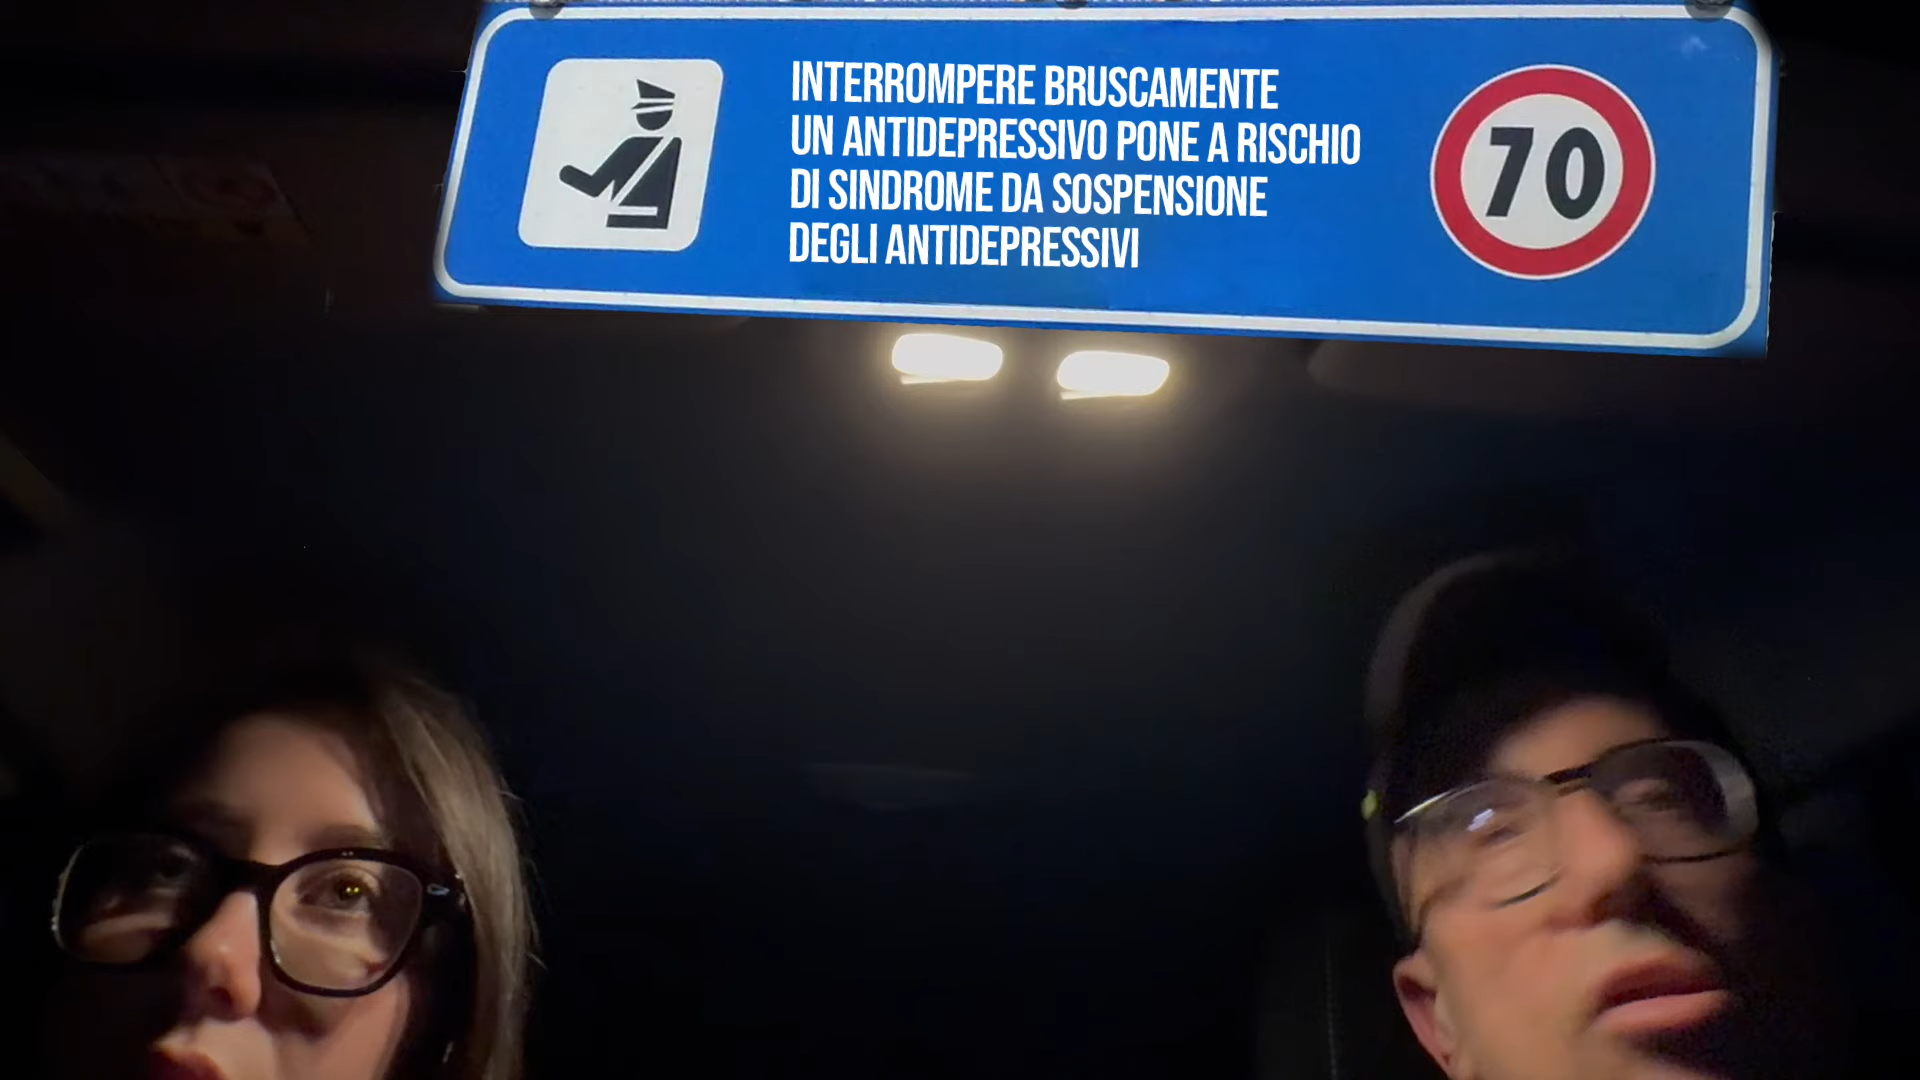 INTERROMPERE BRUSCAMENTE
UN ANTIDEPRESSIVO PONE A RISCHIO
DI SINDROME DA SOSPENSIONE
DEGLI ANTIDEPRESSIVI
70